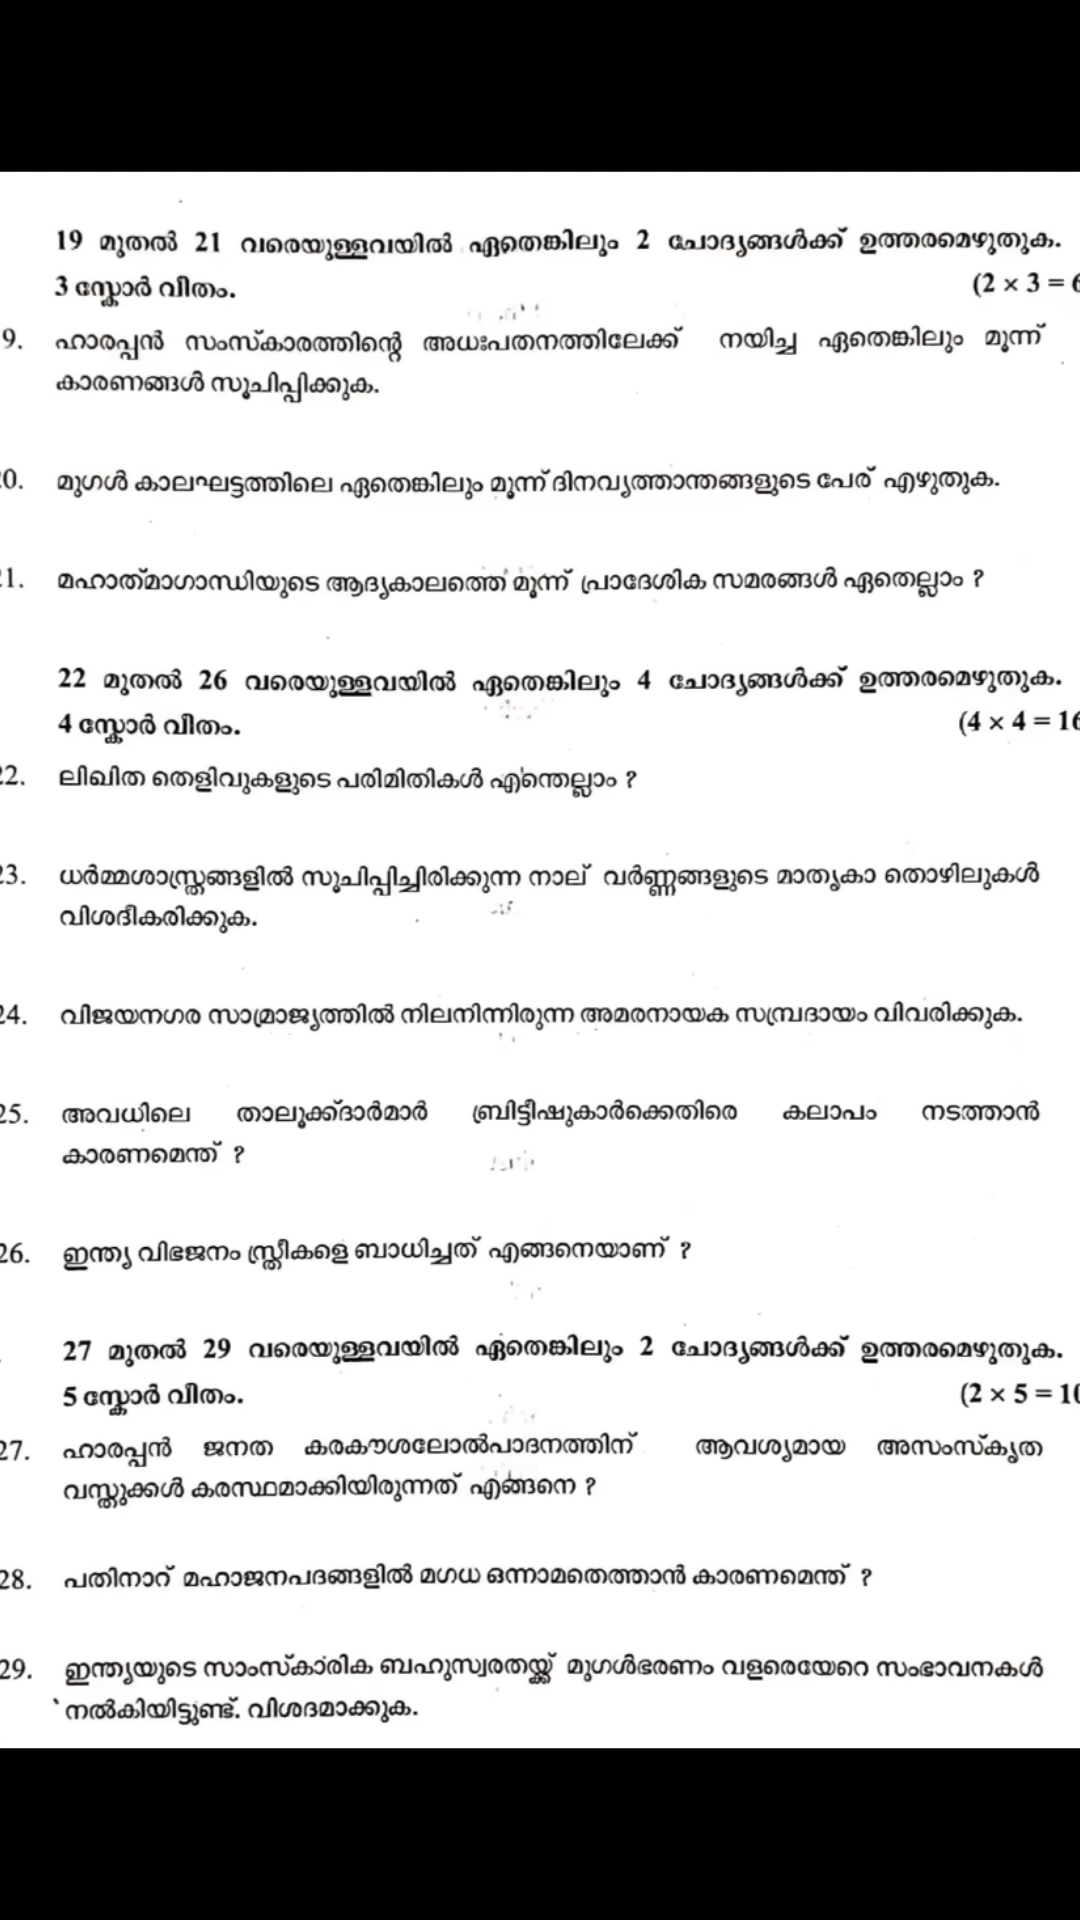 19 മുതൽ 21 വരെയുള്ളവയിൽ ഏതെങ്കിലും 2 ചോദ്യങ്ങൾക്ക് ഉത്തരമെഴുതുക.
3 സ്കോർ വീതം. (2 × 3 = 6
9. ഹാരപ്പൻ സംസ്കാരത്തിന്റെ അധഃപതനത്തിലേക്ക് നയിച്ച ഏതെങ്കിലും മൂന്ന്
കാരണങ്ങൾ സൂചിപ്പിക്കുക.
0. മുഗൾ കാലഘട്ടത്തിലെ ഏതെങ്കിലും മൂന്ന് ദിനവൃത്താന്തങ്ങളുടെ പേര് എഴുതുക.
1. മഹാത്മാഗാന്ധിയുടെ ആദ്യകാലത്തെ മൂന്ന് പ്രാദേശിക സമരങ്ങൾ ഏതെല്ലാം ?
22 മുതൽ 26 വരെയുള്ളവയിൽ ഏതെങ്കിലും 4 ചോദ്യങ്ങൾക്ക് ഉത്തരമെഴുതുക.
4 സ്കോർ വീതം. (4 × 4 = 16
22. ലിഖിത തെളിവുകളുടെ പരിമിതികൾ എന്തെല്ലാം ?
23. ധർമ്മശാസ്ത്രങ്ങളിൽ സൂചിപ്പിച്ചിരിക്കുന്ന നാല് വർണ്ണങ്ങളുടെ മാതൃകാ തൊഴിലുകൾ
വിശദീകരിക്കുക.
24. വിജയനഗര സാമ്രാജ്യത്തിൽ നിലനിന്നിരുന്ന അമരനായക സമ്പ്രദായം വിവരിക്കുക.
25. അവധിലെ താലൂക്ക്ദാർമാർ ബ്രിട്ടീഷുകാർക്കെതിരെ കലാപം നടത്താൻ
കാരണമെന്ത് ?
26. ഇന്ത്യ വിഭജനം സ്ത്രീകളെ ബാധിച്ചത് എങ്ങനെയാണ് ?
27 മുതൽ 29 വരെയുള്ളവയിൽ ഏതെങ്കിലും 2 ചോദ്യങ്ങൾക്ക് ഉത്തരമെഴുതുക.
5 സ്കോർ വീതം. (2 × 5 = 10
27. ഹാരപ്പൻ ജനത കരകൗശലോൽപാദനത്തിന് ആവശ്യമായ അസംസ്കൃത
വസ്തുക്കൾ കരസ്ഥമാക്കിയിരുന്നത് എങ്ങനെ ?
28. പതിനാറ് മഹാജനപദങ്ങളിൽ മഗധ ഒന്നാമതെത്താൻ കാരണമെന്ത് ?
29. ഇന്ത്യയുടെ സാംസ്കാരിക ബഹുസ്വരതയ്ക്ക് മുഗൾഭരണം വളരെയേറെ സംഭാവനകൾ
നൽകിയിട്ടുണ്ട്. വിശദമാക്കുക.